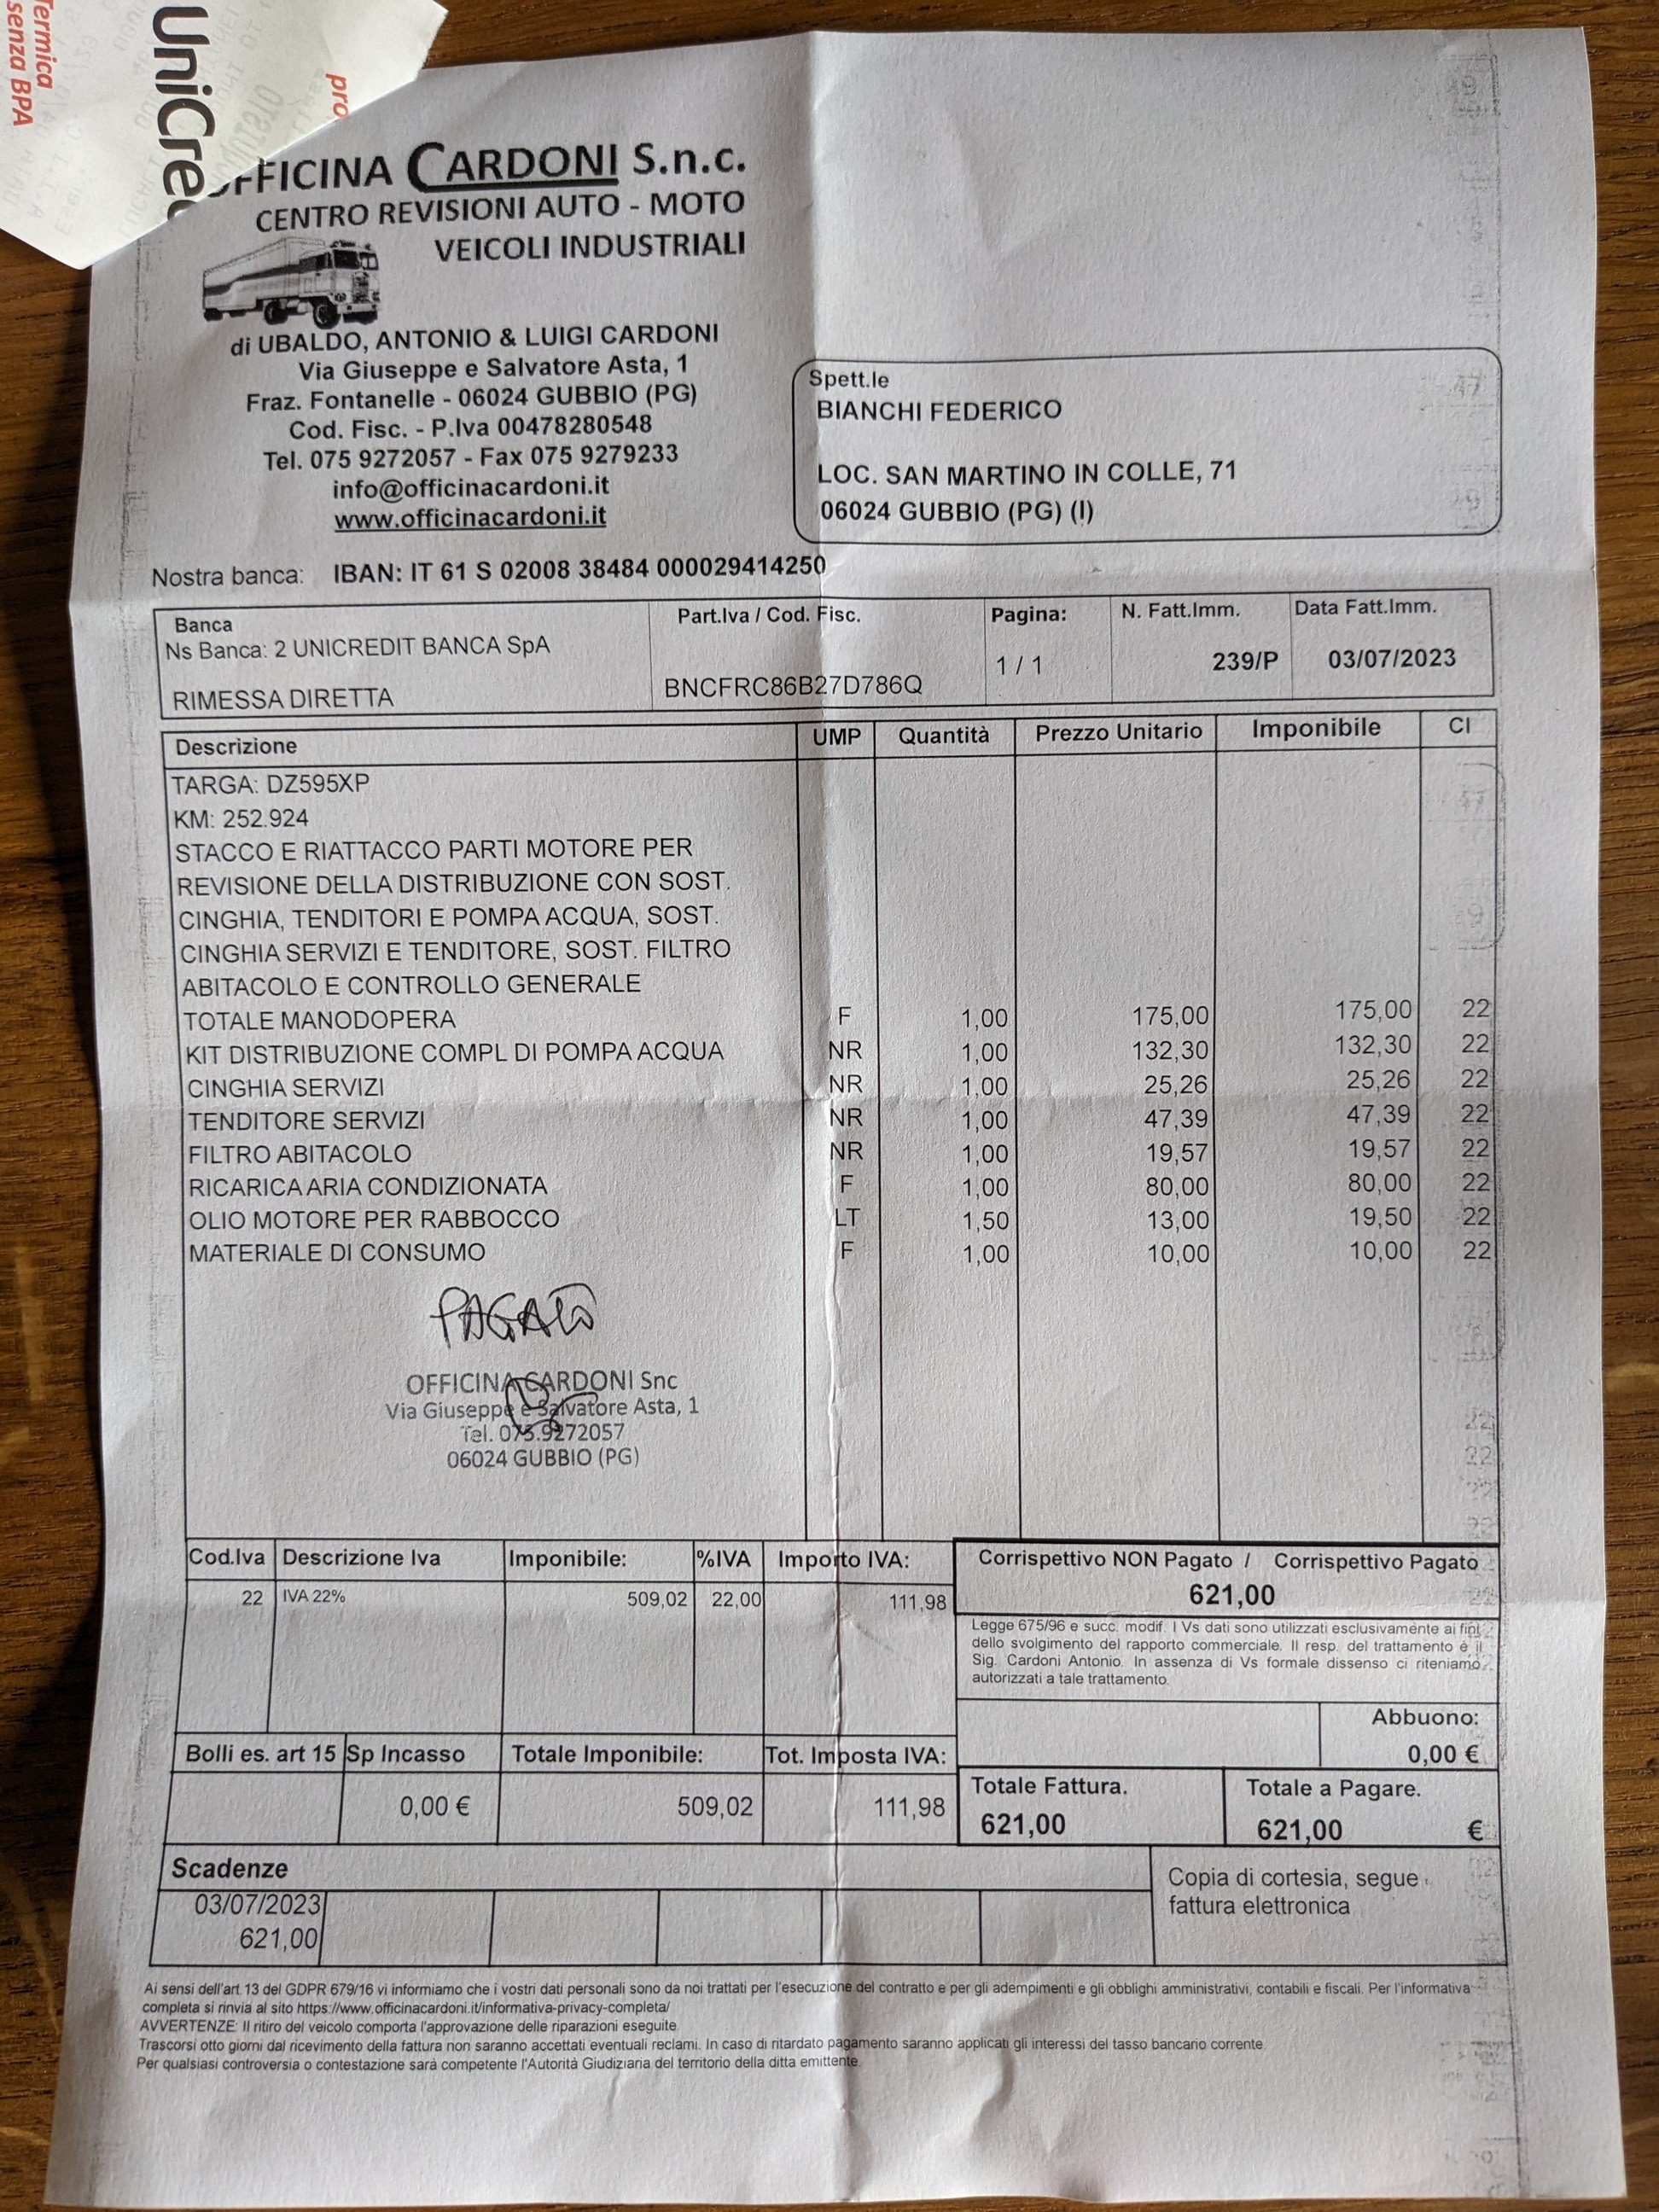 Termica
senza BPA
pro
UniCre
OFFICINA CARDONI S.n.c.
CENTRO REVISIONI AUTO - MOTO
VEICOLI INDUSTRIALI
di UBALDO, ANTONIO & LUIGI CARDONI
Via Giuseppe e Salvatore Asta, 1
Fraz. Fontanelle - 06024 GUBBIO (PG)
Cod. Fisc. - P.Iva 00478280548
Tel. 075 9272057 - Fax 075 9279233
info@officinacardoni.it
www.officinacardoni.it
Spett.le
BIANCHI FEDERICO
LOC. SAN MARTINO IN COLLE, 71
06024 GUBBIO (PG) (I)
Nostra banca: IBAN: IT 61 S 02008 38484 000029414250
Banca Part.Iva / Cod. Fisc. Pagina: N. Fatt.Imm. Data Fatt.Imm.
Ns Banca: 2 UNICREDIT BANCA SpA
1 / 1 239/P 03/07/2023
RIMESSA DIRETTA BNCFRC86B27D786Q
Descrizione UMP Quantità Prezzo Unitario Imponibile CI
TARGA: DZ595XP
KM: 252.924
STACCO E RIATTACCO PARTI MOTORE PER
REVISIONE DELLA DISTRIBUZIONE CON SOST.
CINGHIA, TENDITORI E POMPA ACQUA, SOST.
CINGHIA SERVIZI E TENDITORE, SOST. FILTRO
ABITACOLO E CONTROLLO GENERALE
TOTALE MANODOPERA F 1,00 175,00 175,00 22
KIT DISTRIBUZIONE COMPL DI POMPA ACQUA NR 1,00 132,30 132,30 22
CINGHIA SERVIZI NR 1,00 25,26 25,26 22
TENDITORE SERVIZI NR 1,00 47,39 47,39 22
FILTRO ABITACOLO NR 1,00 19,57 19,57 22
RICARICA ARIA CONDIZIONATA F 1,00 80,00 80,00 22
OLIO MOTORE PER RABBOCCO LT 1,50 13,00 19,50 22
MATERIALE DI CONSUMO F 1,00 10,00 10,00 22
PAGATO
OFFICINA CARDONI Snc
Via Giuseppe e Salvatore Asta, 1
Tel. 075.9272057
06024 GUBBIO (PG)
Cod.Iva Descrizione Iva Imponibile: %IVA Importo IVA:
22 IVA 22% 509,02 22,00 111,98
Corrispettivo NON Pagato / Corrispettivo Pagato
621,00
Legge 675/96 e succ. modif. I Vs dati sono utilizzati esclusivamente ai fini
dello svolgimento del rapporto commerciale. Il resp. del trattamento è il
Sig. Cardoni Antonio. In assenza di Vs formale dissenso ci riteniamo
autorizzati a tale trattamento.
Abbuono:
0,00 €
Bolli es. art 15 Sp Incasso Totale Imponibile: Tot. Imposta IVA:
0,00 € 509,02 111,98
Totale Fattura. Totale a Pagare.
621,00 621,00 €
Scadenze
03/07/2023
621,00
Copia di cortesia, segue
fattura elettronica
Ai sensi dell'art.13 del GDPR 679/16 vi informiamo che i vostri dati personali sono da noi trattati per l'esecuzione del contratto e per gli adempimenti e gli obblighi amministrativi, contabili e fiscali. Per l'informativa
completa si rinvia al sito https://www.officinacardoni.it/informativa-privacy-completa/
AVVERTENZE: Il ritiro del veicolo comporta l'approvazione delle riparazioni eseguite.
Trascorsi otto giorni dal ricevimento della fattura non saranno accettati eventuali reclami. In caso di ritardato pagamento saranno applicati gli interessi del tasso bancario corrente.
Per qualsiasi controversia o contestazione sarà competente l'Autorità Giudiziaria del territorio della ditta emittente.